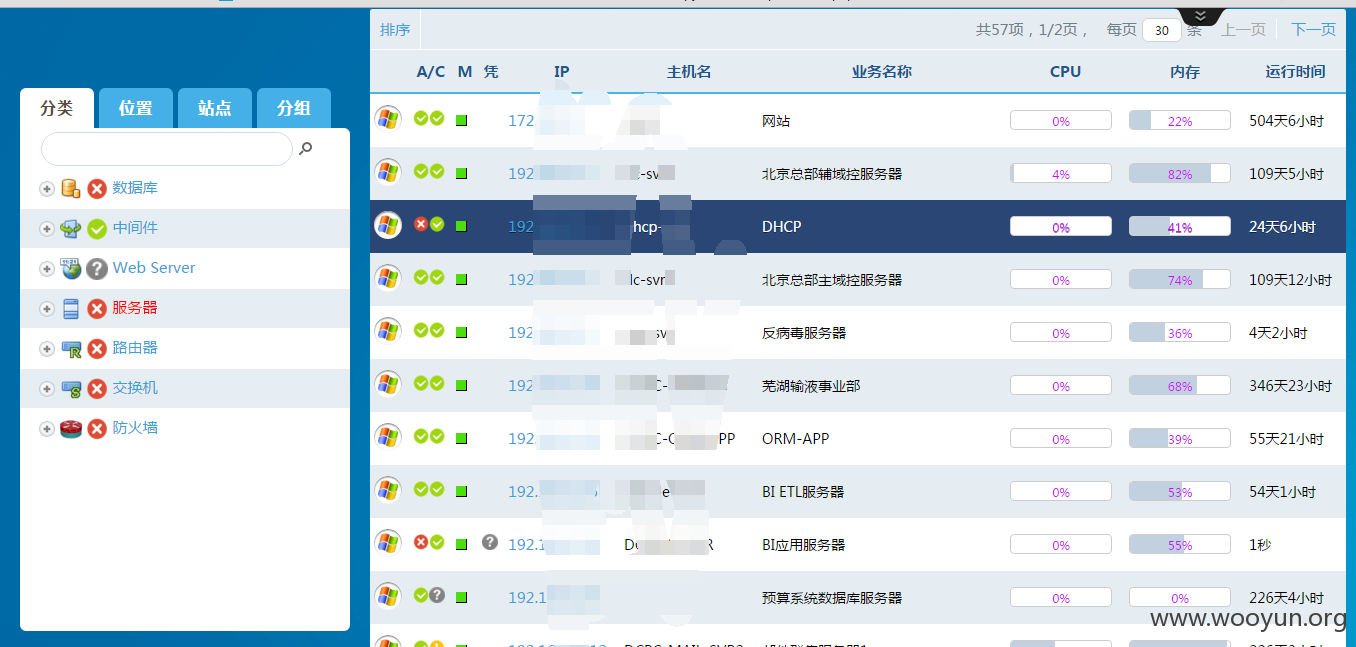 排序
共57项，1/2页，
每页 30 条 上一页 下一页
分类 位置 站点 分组
数据库
中间件
Web Server
服务器
路由器
交换机
防火墙
A/C M 凭 IP 主机名 业务名称 CPU 内存 运行时间
172 网站 0% 22% 504天6小时
192 北京总部辅域控服务器 4% 82% 109天5小时
192 hcp- DHCP 0% 41% 24天6小时
192 lc-svr 北京总部主域控服务器 0% 74% 109天12小时
192 反病毒服务器 0% 36% 4天2小时
192 芜湖输液事业部 0% 68% 346天23小时
192 PP ORM-APP 0% 39% 55天21小时
192. BI ETL服务器 0% 53% 54天1小时
192.1 R BI应用服务器 0% 55% 1秒
192.1 预算系统数据库服务器 0% 0% 226天4小时
www.wooyun.org